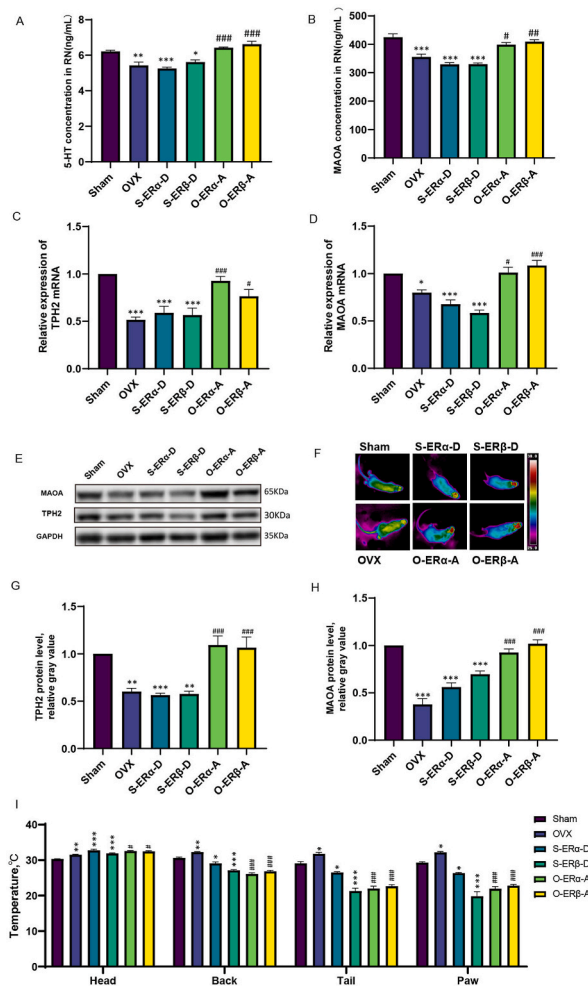 A
5-HT concentration in RN(ng/mL)
8
6
4
2
0
** *** * ### ###
Sham OVX S-ERα-D S-ERβ-D O-ERα-A O-ERβ-A
B
MAOA concentration in RN(ng/mL)
500
400
300
200
100
0
*** *** *** # ##
Sham OVX S-ERα-D S-ERβ-D O-ERα-A O-ERβ-A
C
Relative expression of
TPH2 mRNA
1.5
1.0
0.5
0.0
*** *** *** ### #
Sham OVX S-ERα-D S-ERβ-D O-ERα-A O-ERβ-A
D
Relative expression of
MAOA mRNA
1.5
1.0
0.5
0.0
* *** *** # ###
Sham OVX S-ERα-D S-ERβ-D O-ERα-A O-ERβ-A
E
Sham OVX S-ERα-D S-ERβ-D O-ERα-A O-ERβ-A
MAOA 65KDa
TPH2 30KDa
GAPDH 35KDa
F
Sham S-ERα-D S-ERβ-D
OVX O-ERα-A O-ERβ-A
G
TPH2 protein level,
relative gray value
1.5
1.0
0.5
0.0
** *** ** ### ###
Sham OVX S-ERα-D S-ERβ-D O-ERα-A O-ERβ-A
H
MAOA protein level,
relative gray value
1.5
1.0
0.5
0.0
*** *** *** ### ###
Sham OVX S-ERα-D S-ERβ-D O-ERα-A O-ERβ-A
I
Temperature,℃
40
30
20
10
0
** *** *** # #
** * *** ### ###
* * *** ### ###
* * *** ### ###
Head Back Tail Paw
Sham
OVX
S-ERα-D
S-ERβ-D
O-ERα-A
O-ERβ-A